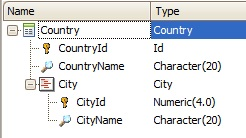 Name Type
Country Country
CountryId Id
CountryName Character(20)
City City
CityId Numeric(4.0)
CityName Character(20)